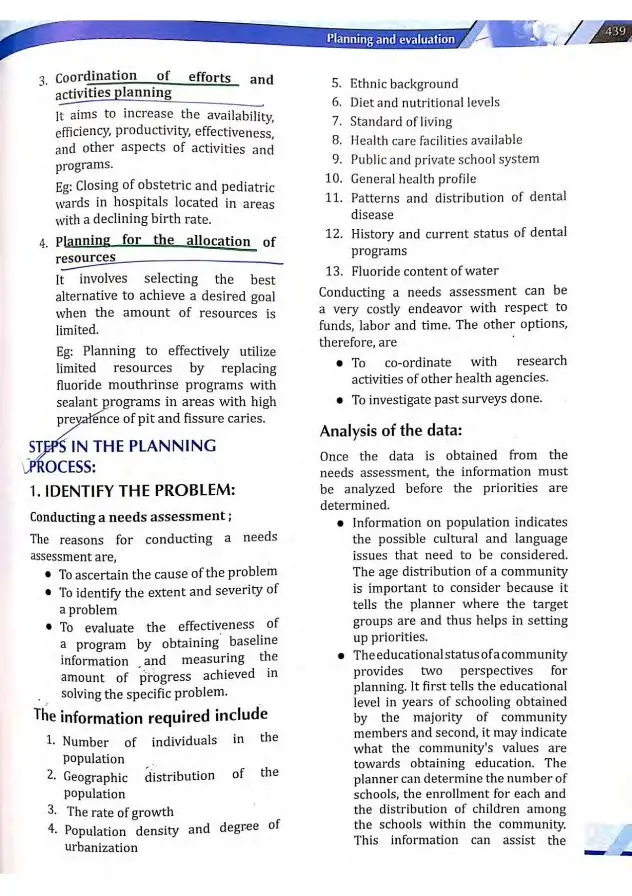 Planning and evaluation
439
3. Coordination of efforts and
activities planning
It aims to increase the availability,
efficiency, productivity, effectiveness,
and other aspects of activities and
programs.
Eg: Closing of obstetric and pediatric
wards in hospitals located in areas
with a declining birth rate.
4. Planning for the allocation of
resources
It involves selecting the best
alternative to achieve a desired goal
when the amount of resources is
limited.
Eg: Planning to effectively utilize
limited resources by replacing
fluoride mouthrinse programs with
sealant programs in areas with high
prevalence of pit and fissure caries.
STEPS IN THE PLANNING
PROCESS:
1. IDENTIFY THE PROBLEM:
Conducting a needs assessment ;
The reasons for conducting a needs
assessment are,
• To ascertain the cause of the problem
• To identify the extent and severity of
a problem
• To evaluate the effectiveness of
a program by obtaining baseline
information and measuring the
amount of progress achieved in
solving the specific problem.
The information required include
1. Number of individuals in the
population
2. Geographic distribution of the
population
3. The rate of growth
4. Population density and degree of
urbanization
5. Ethnic background
6. Diet and nutritional levels
7. Standard of living
8. Health care facilities available
9. Public and private school system
10. General health profile
11. Patterns and distribution of dental
disease
12. History and current status of dental
programs
13. Fluoride content of water
Conducting a needs assessment can be
a very costly endeavor with respect to
funds, labor and time. The other options,
therefore, are
• To co-ordinate with research
activities of other health agencies.
• To investigate past surveys done.
Analysis of the data:
Once the data is obtained from the
needs assessment, the information must
be analyzed before the priorities are
determined.
• Information on population indicates
the possible cultural and language
issues that need to be considered.
The age distribution of a community
is important to consider because it
tells the planner where the target
groups are and thus helps in setting
up priorities.
• The educational status of a community
provides two perspectives for
planning. It first tells the educational
level in years of schooling obtained
by the majority of community
members and second, it may indicate
what the community's values are
towards obtaining education. The
planner can determine the number of
schools, the enrollment for each and
the distribution of children among
the schools within the community.
This information can assist the